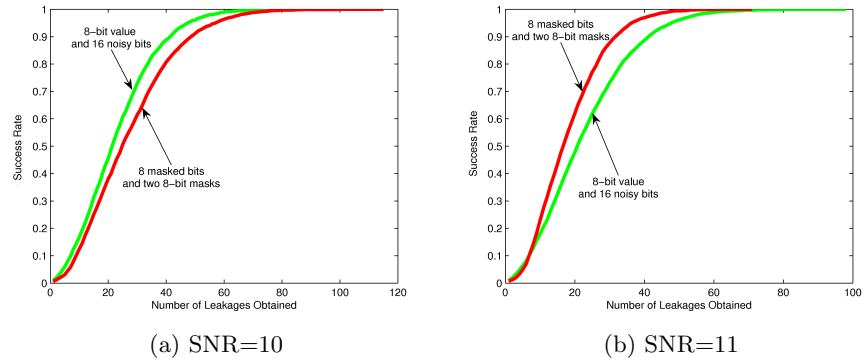 1
0.9
0.8
0.7
0.6
0.5
0.4
0.3
0.2
0.1
0
Success Rate
8-bit value
and 16 noisy bits
8 masked bits
and two 8-bit masks
0 20 40 60 80 100 120
Number of Leakages Obtained
(a) SNR=10
1
0.9
0.8
0.7
0.6
0.5
0.4
0.3
0.2
0.1
0
Success Rate
8 masked bits
and two 8-bit masks
8-bit value
and 16 noisy bits
0 20 40 60 80 100
Number of Leakages Obtained
(b) SNR=11